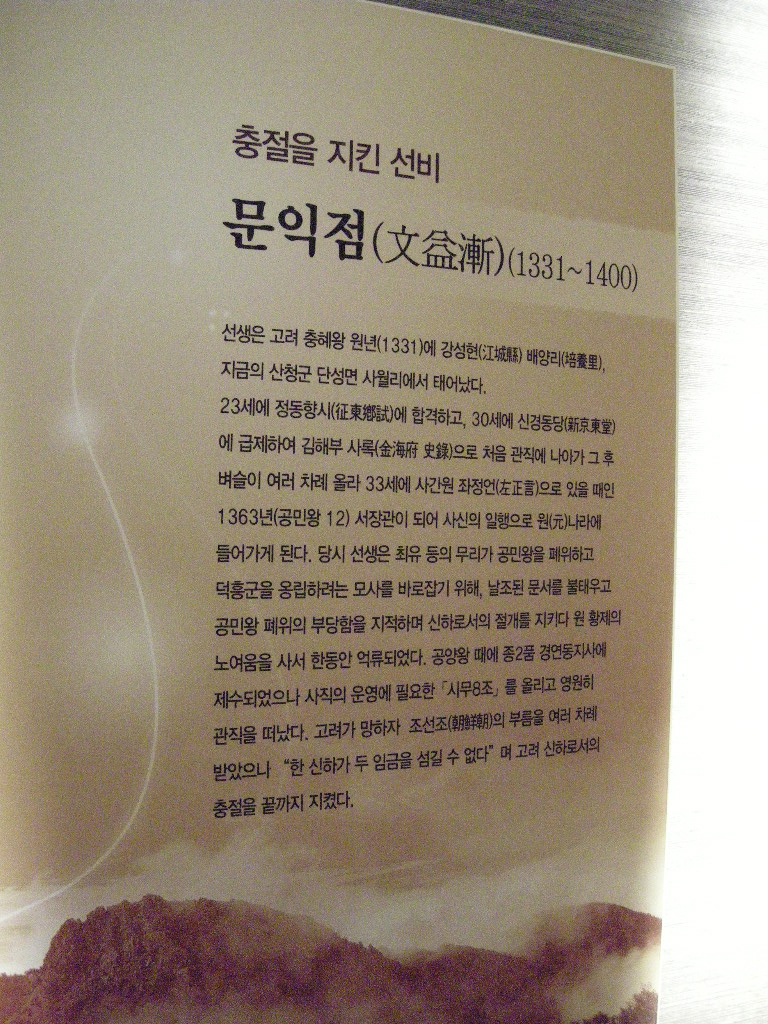 충절을 지킨 선비
문익점(文益漸)(1331~1400)
선생은 고려 충혜왕 원년(1331)에 강성현(江城縣) 배양리(培養里),
지금의 산청군 단성면 사월리에서 태어났다.
23세에 정동향시(征東鄕試)에 합격하고, 30세에 신경동당(新京東堂)
에 급제하여 김해부 사록(金海府 史錄)으로 처음 관직에 나아가 그 후
벼슬이 여러 차례 올라 33세에 사간원 좌정언(左正言)으로 있을 때인
1363년(공민왕 12) 서장관이 되어 사신의 일행으로 원(元)나라에
들어가게 된다. 당시 선생은 최유 등의 무리가 공민왕을 폐위하고
덕흥군을 옹립하려는 모사를 바로잡기 위해, 날조된 문서를 불태우고
공민왕 폐위의 부당함을 지적하며 신하로서의 절개를 지키다 원 황제의
노여움을 사서 한동안 억류되었다. 공양왕 때에 종2품 경연동지사에
제수되었으나 사직의 운영에 필요한 「시무8조」를 올리고 영원히
관직을 떠났다. 고려가 망하자 조선조(朝鮮朝)의 부름을 여러 차례
받았으나 “한 신하가 두 임금을 섬길 수 없다” 며 고려 신하로서의
충절을 끝까지 지켰다.